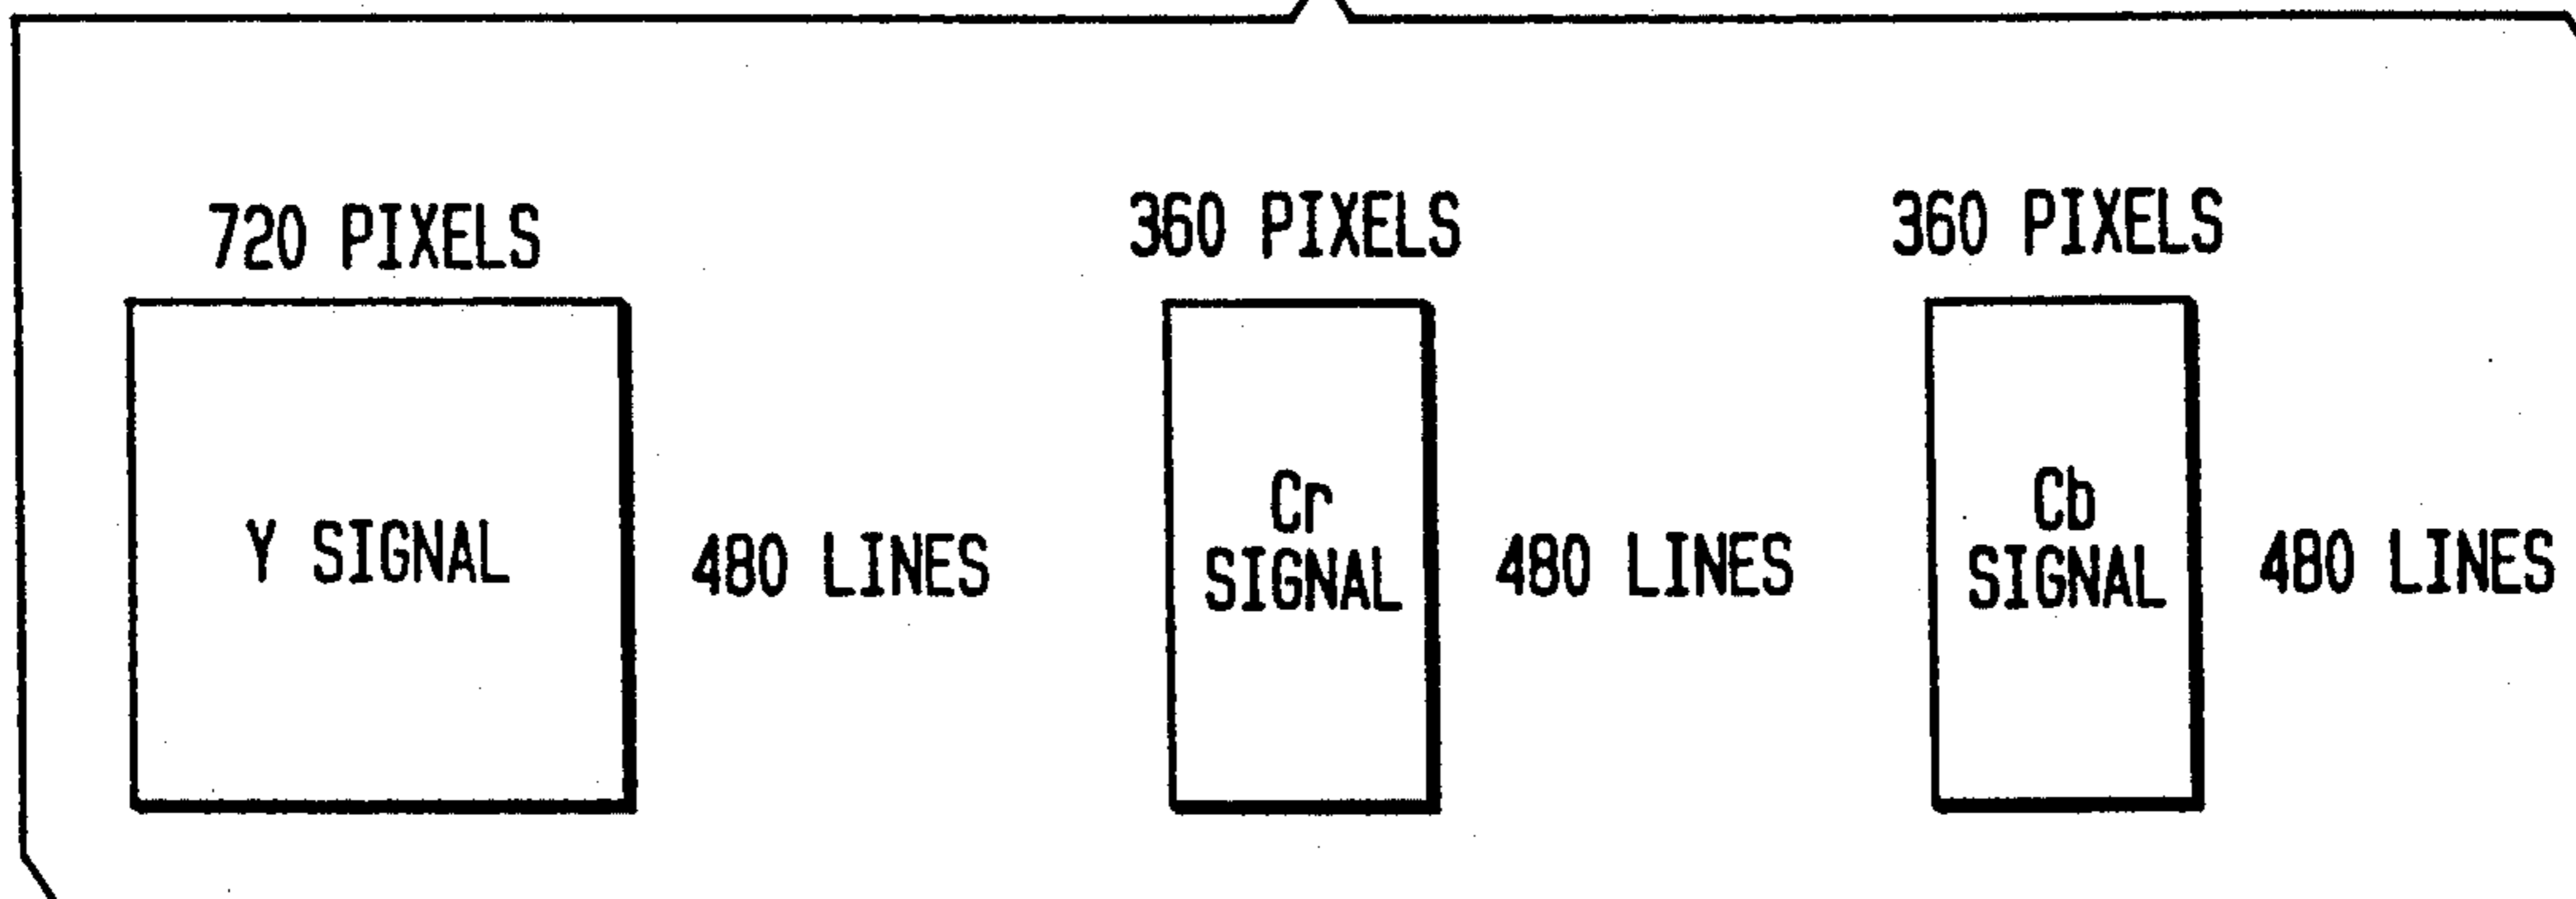 720 PIXELS
Y SIGNAL
480 LINES
360 PIXELS
Cr
SIGNAL
480 LINES
360 PIXELS
Cb
SIGNAL
480 LINES